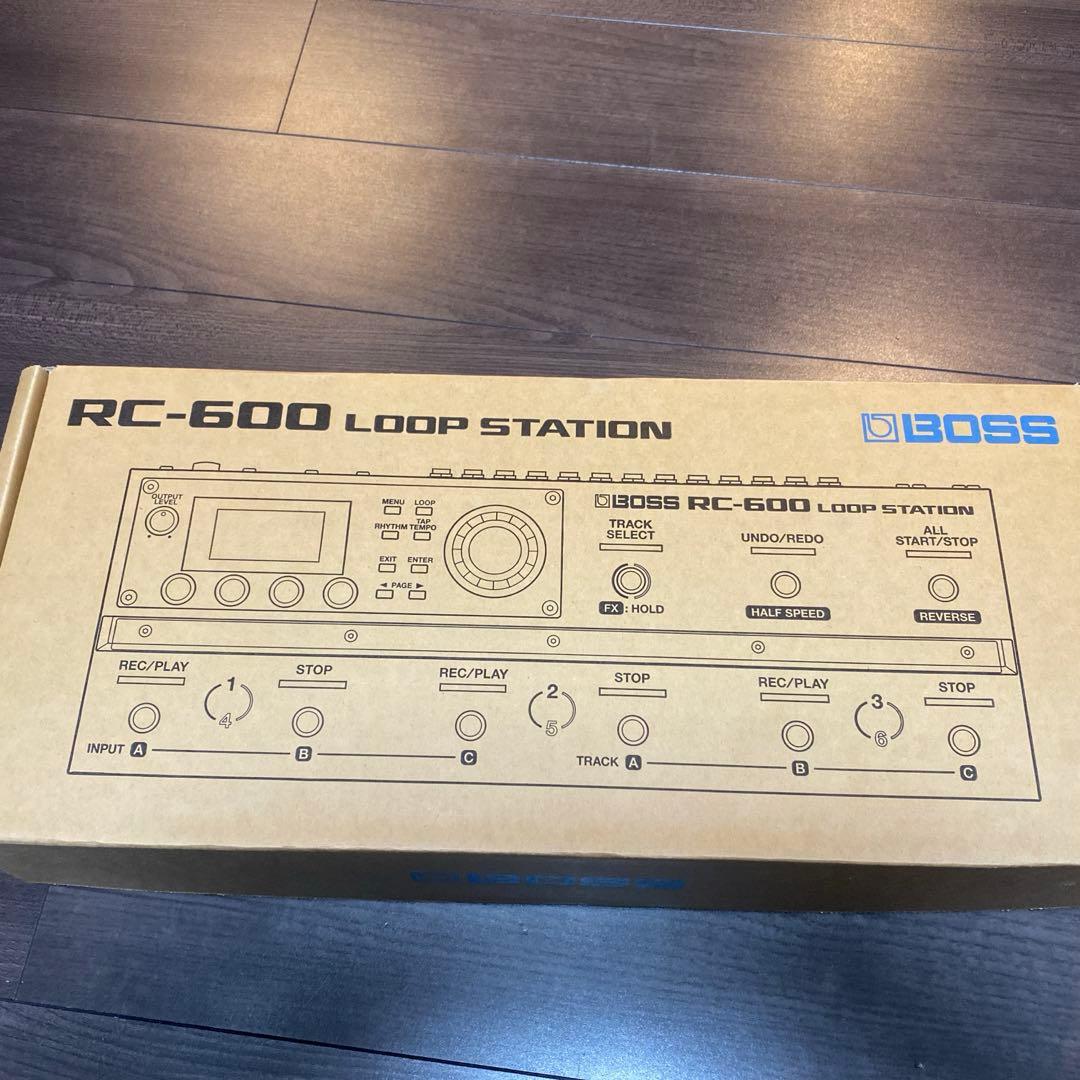 RC-600 LOOP STATION
BOSS
OUTPUT
LEVEL
MENU LOOP
RHYTHM TAP TEMPO
EXIT ENTER
◀ PAGE ▶
BOSS RC-600 LOOP STATION
TRACK
SELECT
FX : HOLD
UNDO/REDO
HALF SPEED
ALL
START/STOP
REVERSE
REC/PLAY
1
4
STOP
REC/PLAY
2
5
STOP
REC/PLAY
3
6
STOP
INPUT A
B
C
TRACK A
B
C